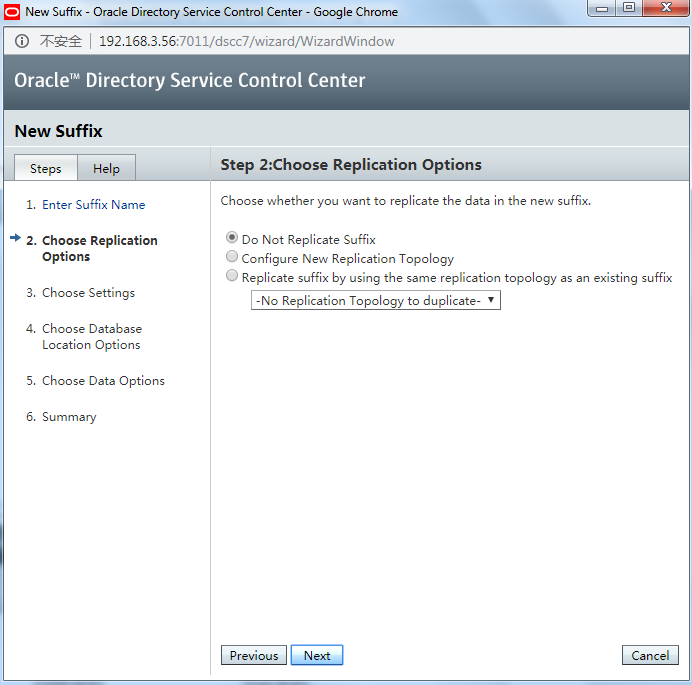 New Suffix - Oracle Directory Service Control Center - Google Chrome
不安全 192.168.3.56:7011/dscc7/wizard/WizardWindow
Oracle™ Directory Service Control Center
New Suffix
Steps Help
1. Enter Suffix Name
2. Choose Replication
Options
3. Choose Settings
4. Choose Database
Location Options
5. Choose Data Options
6. Summary
Step 2:Choose Replication Options
Choose whether you want to replicate the data in the new suffix.
Do Not Replicate Suffix
Configure New Replication Topology
Replicate suffix by using the same replication topology as an existing suffix
-No Replication Topology to duplicate-
Previous Next Cancel